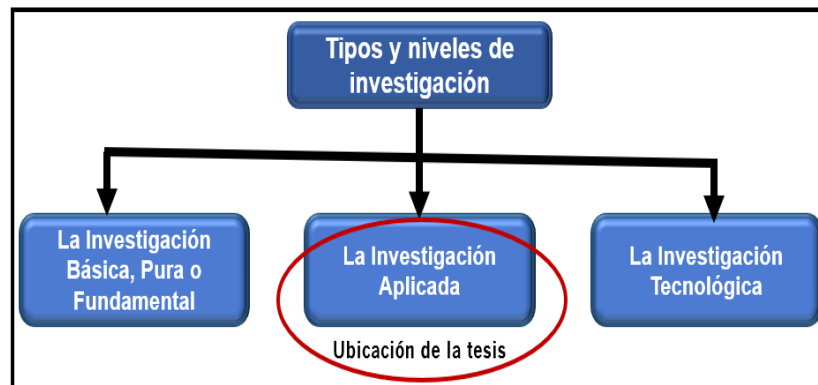 Tipos y niveles de
investigación
La Investigación
Básica, Pura o
Fundamental
La Investigación
Aplicada
La Investigación
Tecnológica
Ubicación de la tesis